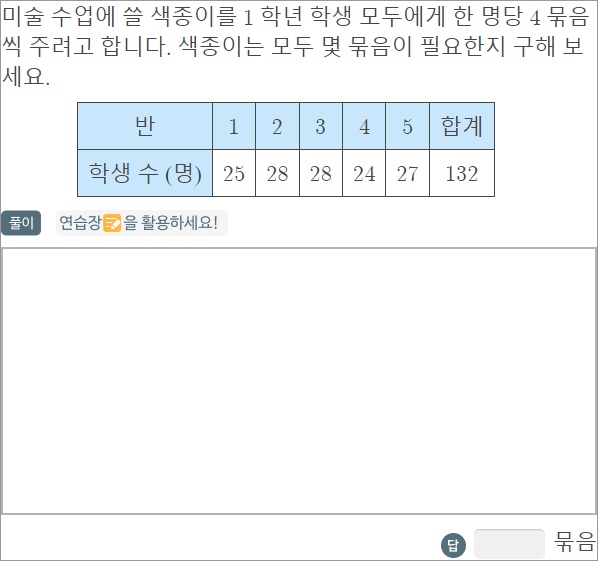 미술 수업에 쓸 색종이를 1 학년 학생 모두에게 한 명당 4 묶음
씩 주려고 합니다. 색종이는 모두 몇 묶음이 필요한지 구해 보
세요.
반 1 2 3 4 5 합계
학생 수 (명) 25 28 28 24 27 132
풀이 연습장을 활용하세요!
답 묶음